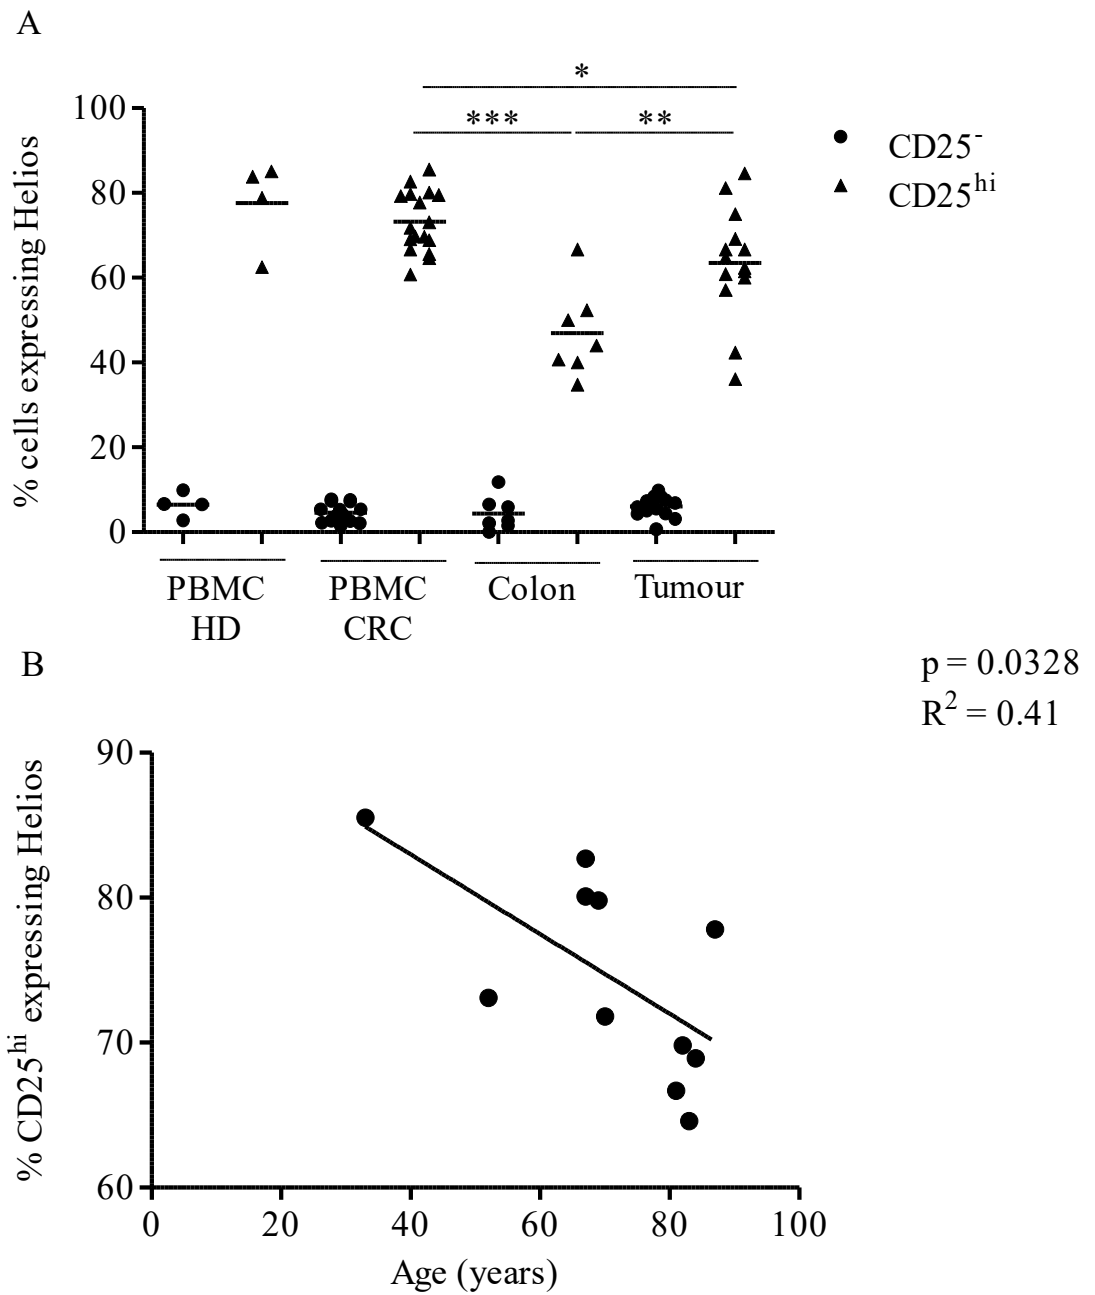 A
*
*** **
100
80
60
40
20
0
% cells expressing Helios
CD25⁻
CD25ʰⁱ
PBMC HD
PBMC CRC
Colon
Tumour
B
p = 0.0328
R² = 0.41
90
80
70
60
% CD25ʰⁱ expressing Helios
0 20 40 60 80 100
Age (years)